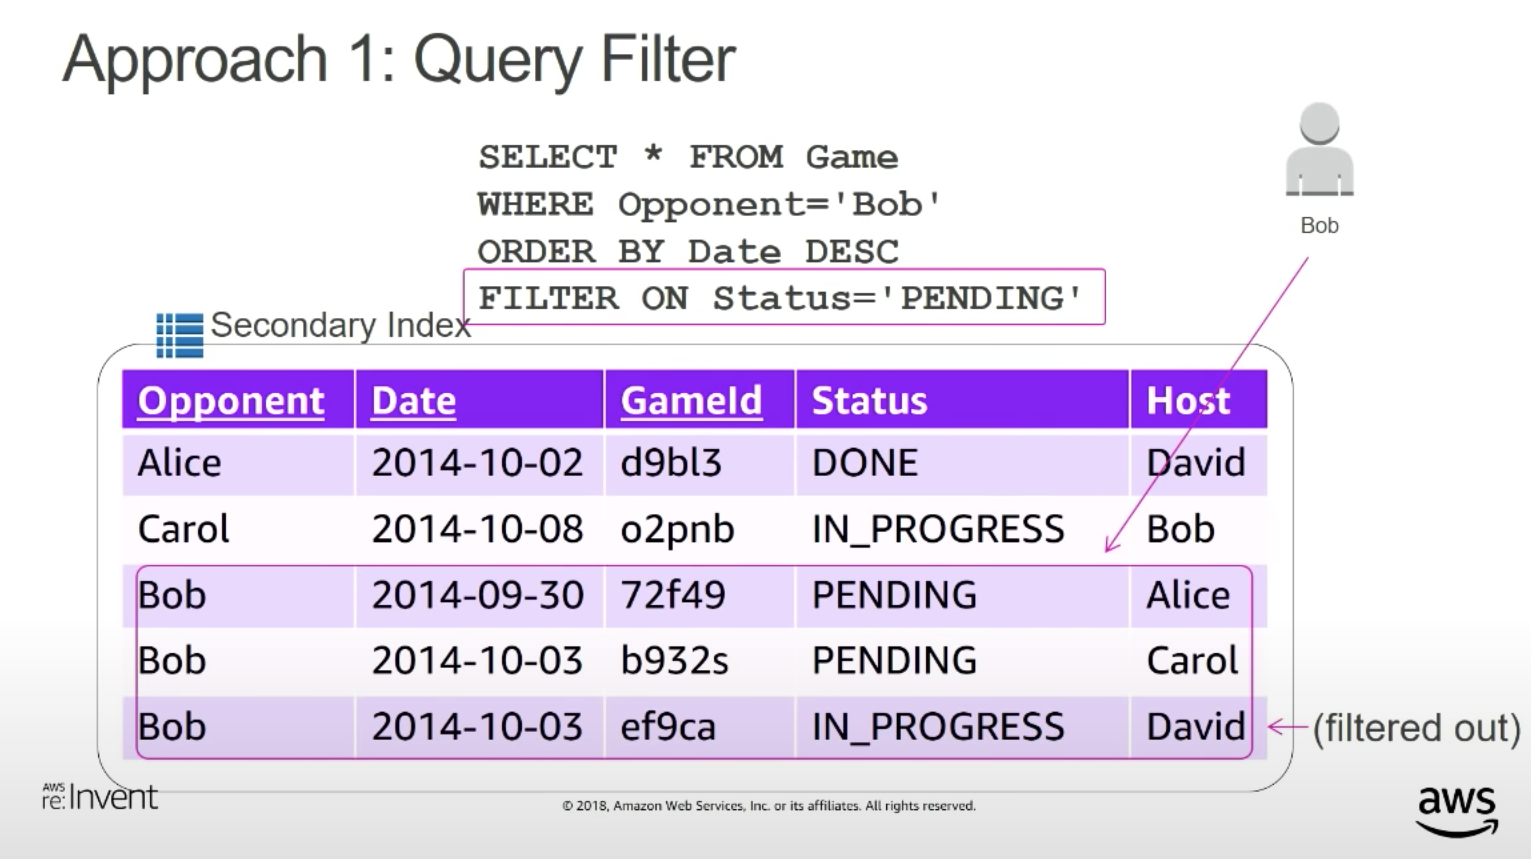 Approach 1: Query Filter
SELECT * FROM Game
WHERE Opponent='Bob'
ORDER BY Date DESC
FILTER ON Status='PENDING'
Bob
Secondary Index
Opponent Date GameId Status Host
Alice 2014-10-02 d9bl3 DONE David
Carol 2014-10-08 o2pnb IN_PROGRESS Bob
Bob 2014-09-30 72f49 PENDING Alice
Bob 2014-10-03 b932s PENDING Carol
Bob 2014-10-03 ef9ca IN_PROGRESS David
(filtered out)
AWS
re:Invent
© 2018, Amazon Web Services, Inc. or its affiliates. All rights reserved.
aws